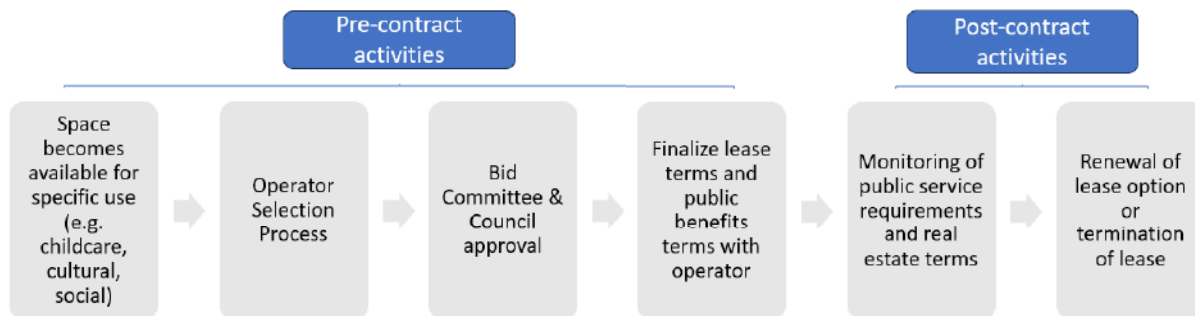 Pre-contract
activities
Post-contract
activities
Space
becomes
available for
specific use
(e.g.
childcare,
cultural,
social)
Operator
Selection
Process
Bid
Committee &
Council
approval
Finalize lease
terms and
public
benefits
terms with
operator
Monitoring of
public service
requirements
and real
estate terms
Renewal of
lease option
or
termination
of lease